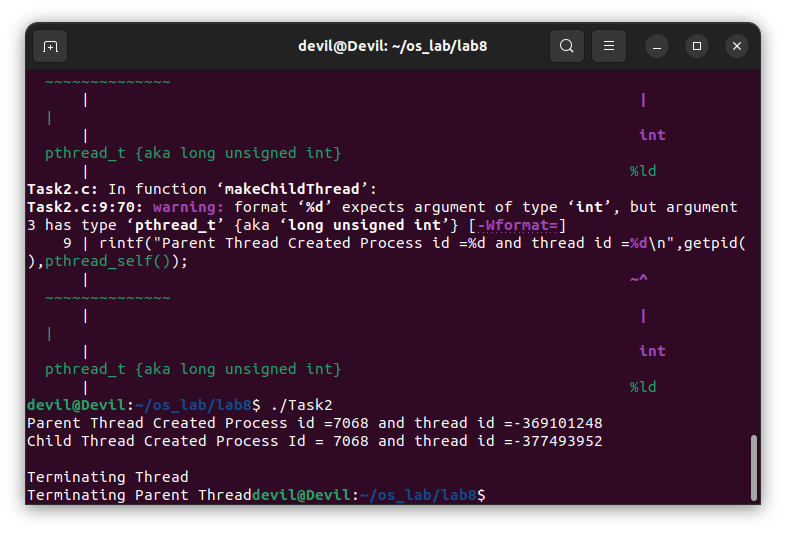 devil@Devil: ~/os_lab/lab8
~~~~~~~~~~~~~~
|                                                             |
|
|                                                             int
pthread_t {aka long unsigned int}
|                                                            %ld
Task2.c: In function ‘makeChildThread’:
Task2.c:9:70: warning: format ‘%d’ expects argument of type ‘int’, but argument
3 has type ‘pthread_t’ {aka ‘long unsigned int’} [-Wformat=]
9 | rintf("Parent Thread Created Process id =%d and thread id =%d\n",getpid(
),pthread_self());
|                                                            ~^
~~~~~~~~~~~~~~
|                                                             |
|
|                                                             int
pthread_t {aka long unsigned int}
|                                                            %ld
devil@Devil:~/os_lab/lab8$ ./Task2
Parent Thread Created Process id =7068 and thread id =-369101248
Child Thread Created Process Id = 7068 and thread id =-377493952
Terminating Thread
Terminating Parent Threaddevil@Devil:~/os_lab/lab8$